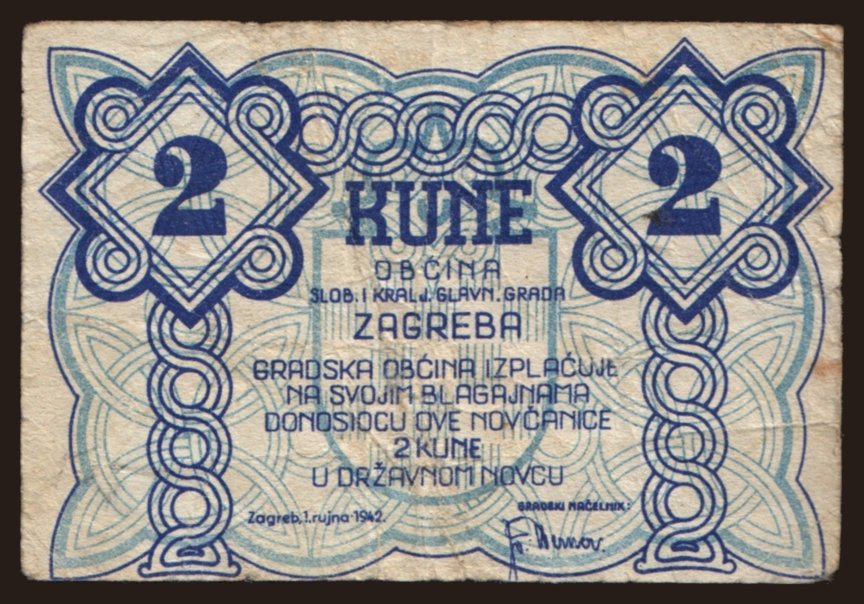 2
2
KUNE
OBĆINA
SLOB. I KRALJ. GLAVN. GRADA
ZAGREBA
GRADSKA OBĆINA IZPLAĆUJE
NA SVOJIM BLAGAJNAMA
DONOSIOCU OVE NOVČANICE
2 KUNE
U DRŽAVNOM NOVCU
Zagreb, 1. rujna 1942.
GRADSKI NAČELNIK: